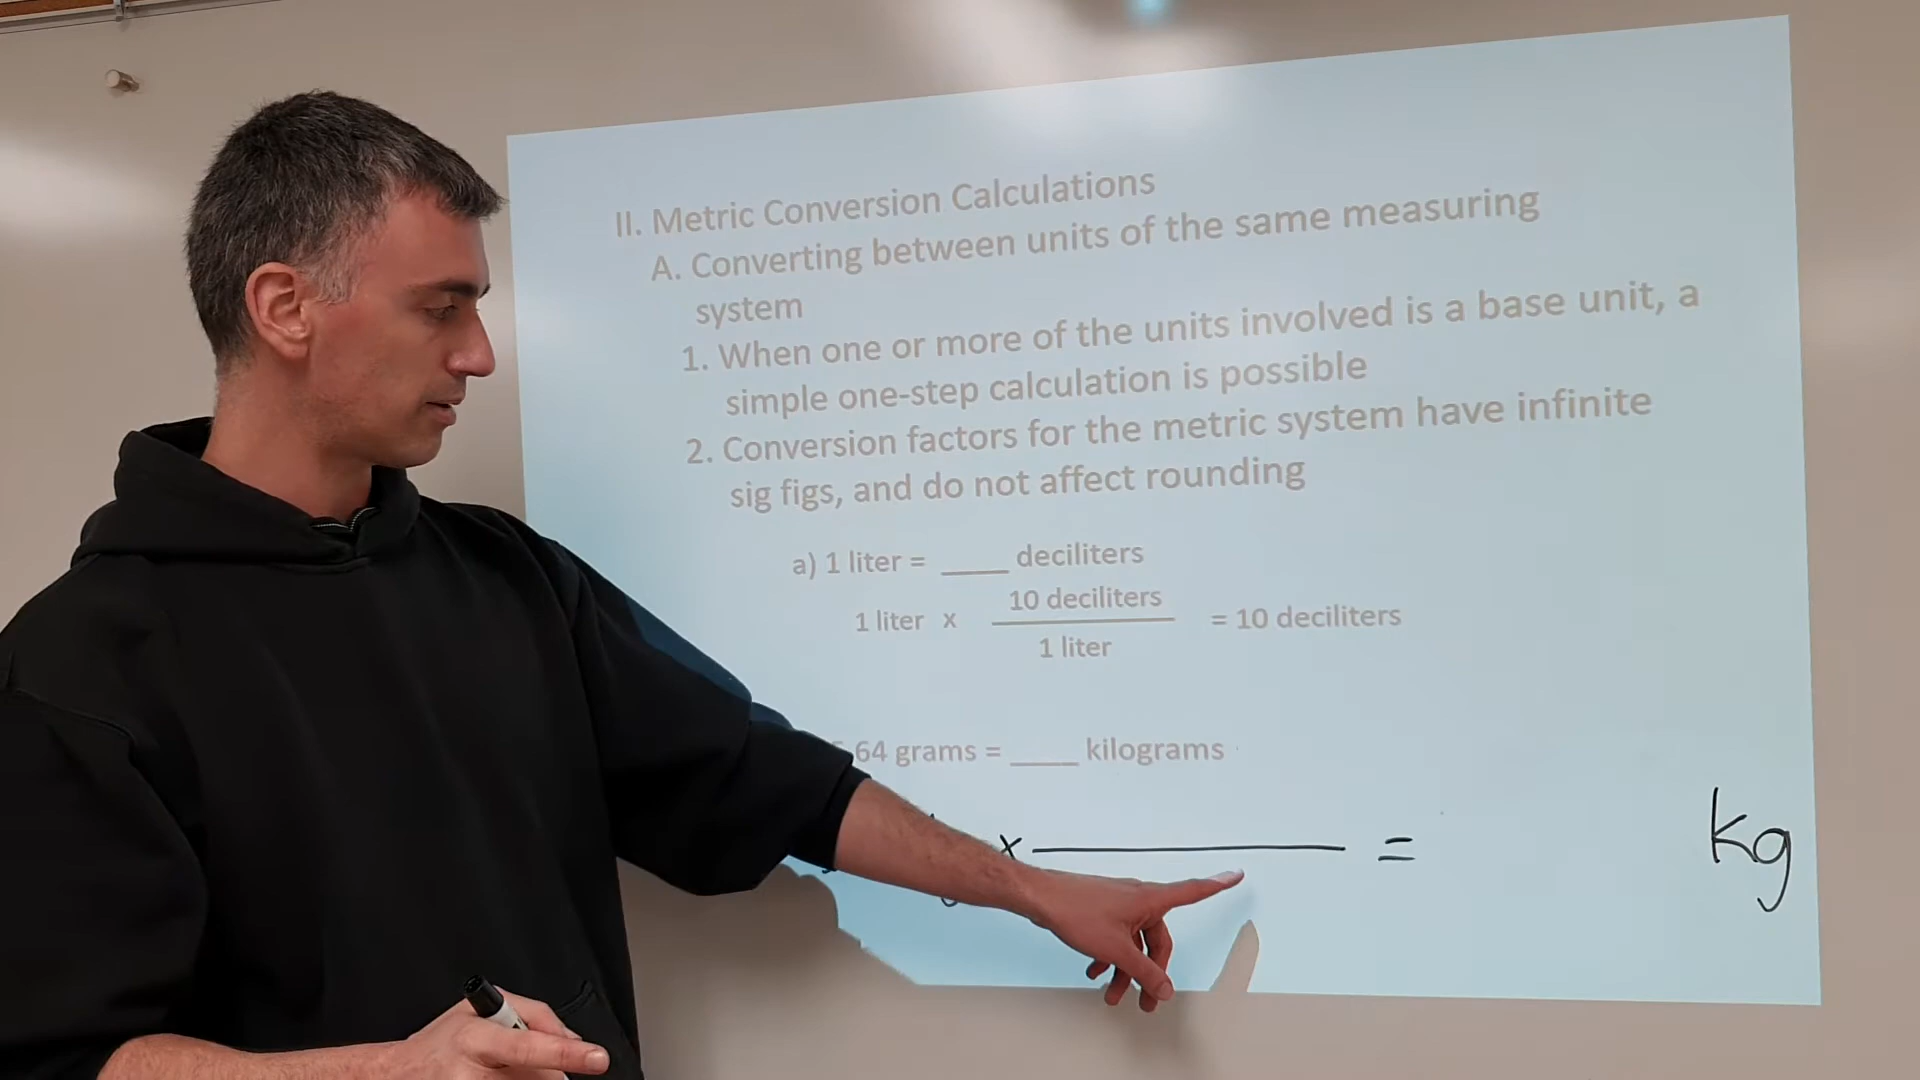 II. Metric Conversion Calculations
A. Converting between units of the same measuring
system
1. When one or more of the units involved is a base unit, a
simple one-step calculation is possible
2. Conversion factors for the metric system have infinite
sig figs, and do not affect rounding
a) 1 liter = ____ deciliters
10 deciliters
1 liter x = 10 deciliters
1 liter
64 grams = ____ kilograms
x = kg